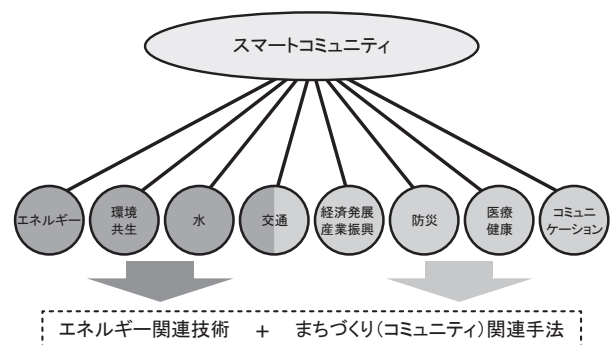 スマートコミュニティ
エネルギー
環境
共生
水
交通
経済発展
産業振興
防災
医療
健康
コミュニ
ケーション
エネルギー関連技術 + まちづくり(コミュニティ)関連手法